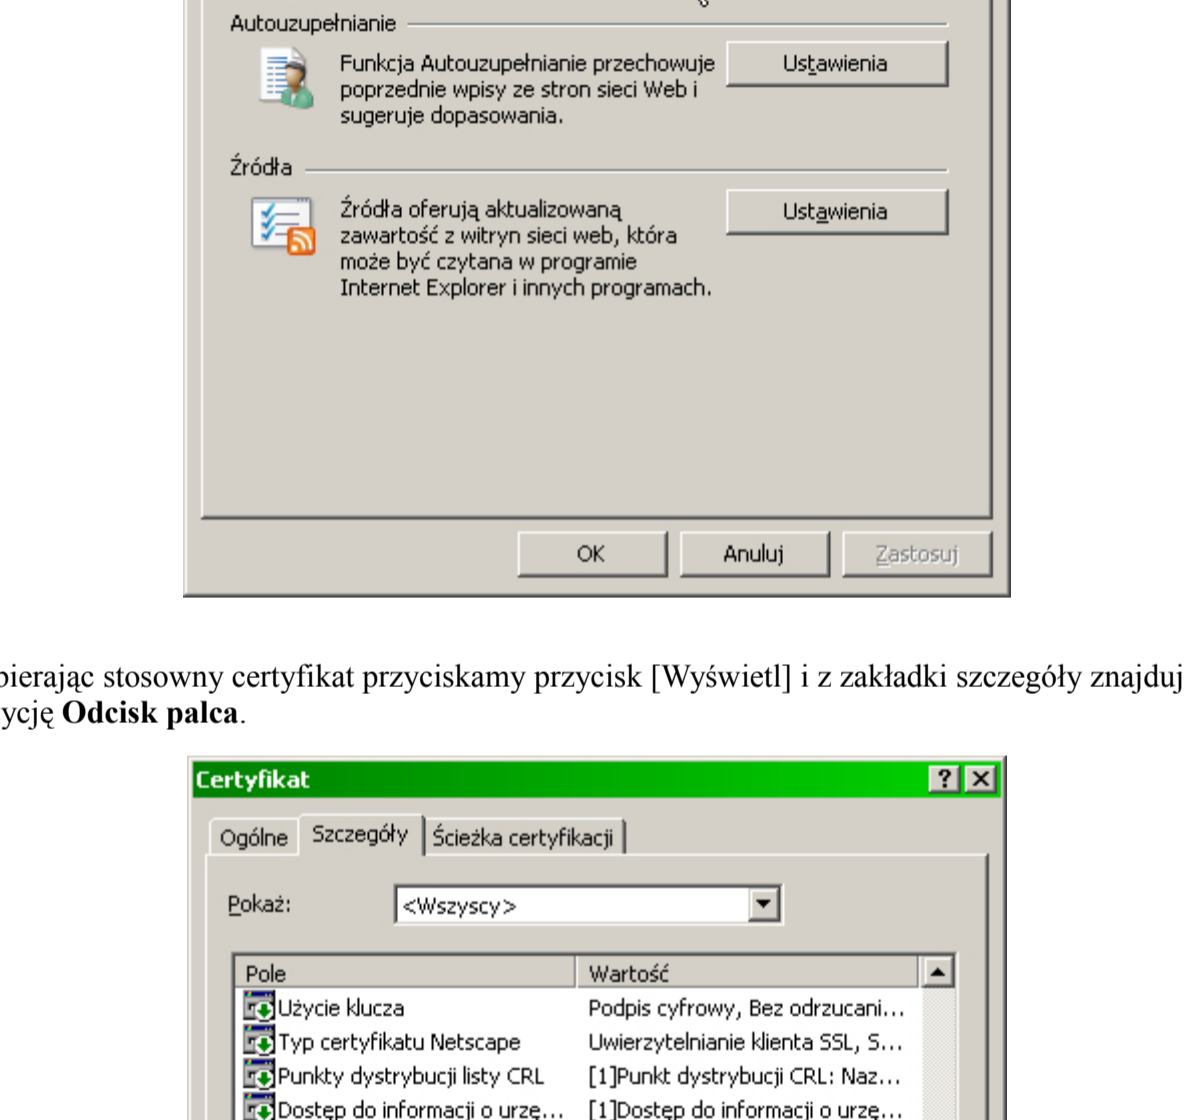 Autouzupełnianie
Funkcja Autouzupełnianie przechowuje
poprzednie wpisy ze stron sieci Web i
sugeruje dopasowania.
Ustawienia
Źródła
Źródła oferują aktualizowaną
zawartość z witryn sieci web, która
może być czytana w programie
Internet Explorer i innych programach.
Ustawienia
OK Anuluj Zastosuj
bierając stosowny certyfikat przyciskamy przycisk [Wyświetl] i z zakładki szczegóły znajduj
ycję Odcisk palca.
Certyfikat
Ogólne Szczegóły Ścieżka certyfikacji
Pokaż: <Wszyscy>
Pole Wartość
Użycie klucza Podpis cyfrowy, Bez odrzucani...
Typ certyfikatu Netscape Uwierzytelnianie klienta SSL, S...
Punkty dystrybucji listy CRL [1]Punkt dystrybucji CRL: Naz...
Dostęp do informacji o urzę... [1]Dostęp do informacji o urzę...